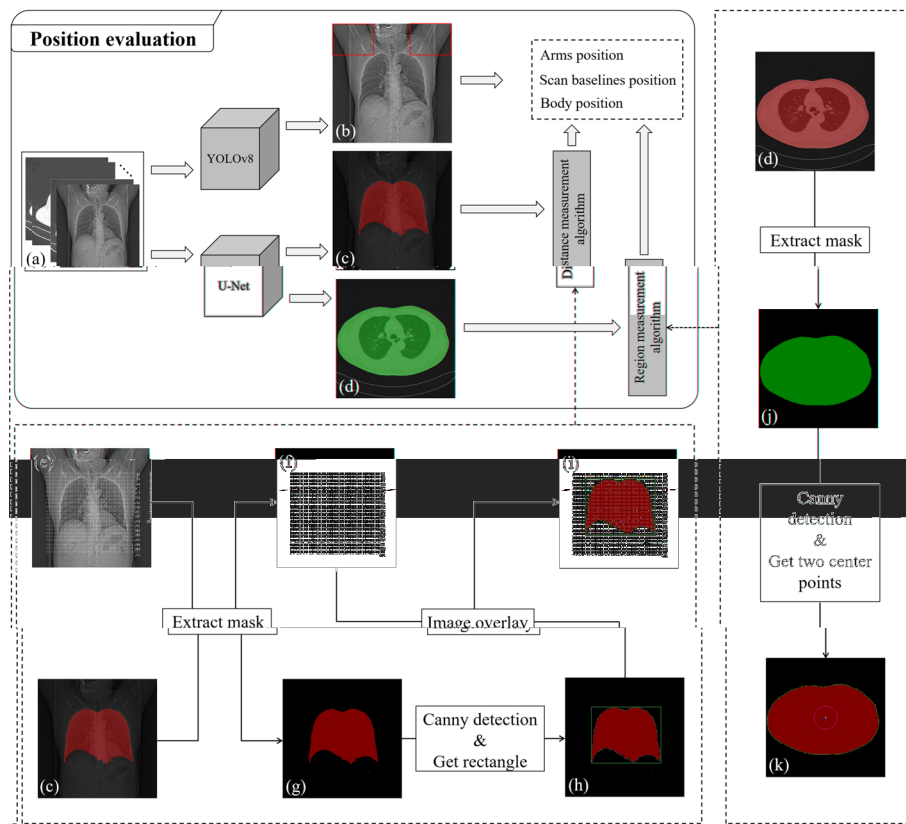 Position evaluation
Arms position
Scan baselines position
Body position
(b)
YOLOv8
(d)
(a)
(c)
Distance measurement
algorithm
Extract mask
U-Net
Region measurement
algorithm
(d)
(j)
(e)
(f)
(i)
Canny
detection
&
Get two center
points
Extract mask
Image overlay
(c)
(g)
Canny detection
&
Get rectangle
(h)
(k)